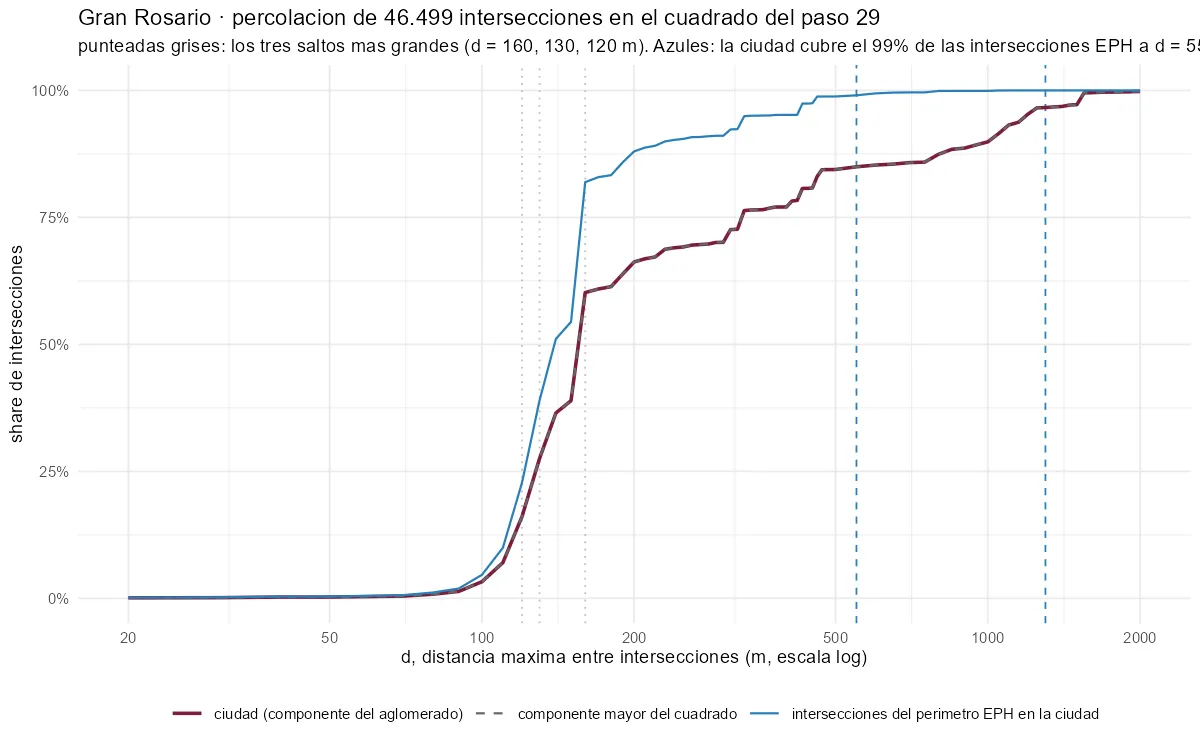 Gran Rosario · percolacion de 46.499 intersecciones en el cuadrado del paso 29
punteadas grises: los tres saltos mas grandes (d = 160, 130, 120 m). Azules: la ciudad cubre el 99% de las intersecciones EPH a d = 55
100%
75%
50%
25%
0%
share de intersecciones
20
50
100
200
500
1000
2000
d, distancia maxima entre intersecciones (m, escala log)
ciudad (componente del aglomerado)
componente mayor del cuadrado
intersecciones del perimetro EPH en la ciudad